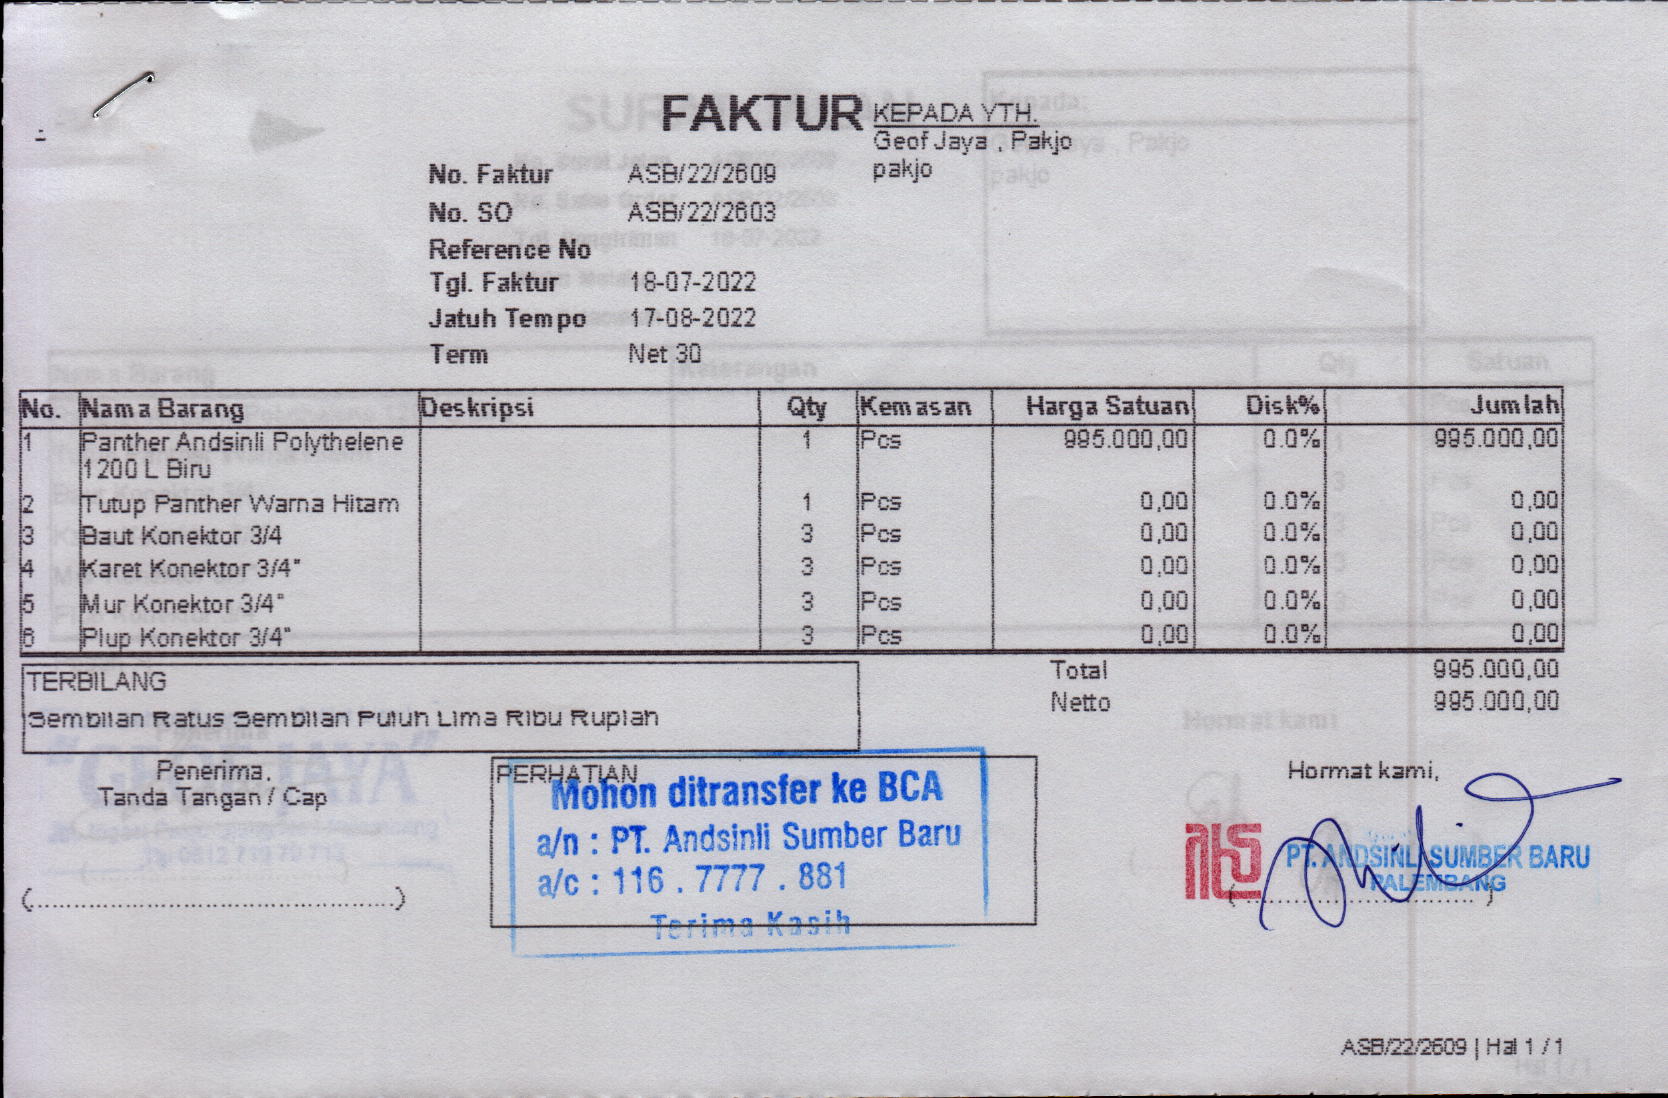 FAKTUR
KEPADA YTH.
Geof Jaya , Pakjo
pakjo
No. Faktur ASB/22/2609
No. SO ASB/22/2603
Reference No
Tgl. Faktur 18-07-2022
Jatuh Tempo 17-08-2022
Term Net 30
No. Nama Barang Deskripsi Qty Kemasan Harga Satuan Disk% Jumlah
1 Panther Andsinli Polythelene 1 Pcs 995.000,00 0.0% 995.000,00
1200 L Biru
2 Tutup Panther Warna Hitam 1 Pcs 0,00 0.0% 0,00
3 Baut Konektor 3/4 3 Pcs 0,00 0.0% 0,00
4 Karet Konektor 3/4" 3 Pcs 0,00 0.0% 0,00
5 Mur Konektor 3/4" 3 Pcs 0,00 0.0% 0,00
6 Plup Konektor 3/4" 3 Pcs 0,00 0.0% 0,00
TERBILANG
Sembilan Ratus Sembilan Puluh Lima Ribu Rupiah
Total 995.000,00
Netto 995.000,00
Penerima,
Tanda Tangan / Cap
(..............................................)
PERHATIAN
Mohon ditransfer ke BCA
a/n : PT. Andsinli Sumber Baru
a/c : 116 . 7777 . 881
Terima Kasih
Hormat kami,
PT. ANDSINLI SUMBER BARU
PALEMBANG
ASB/22/2609 | Hal 1 / 1